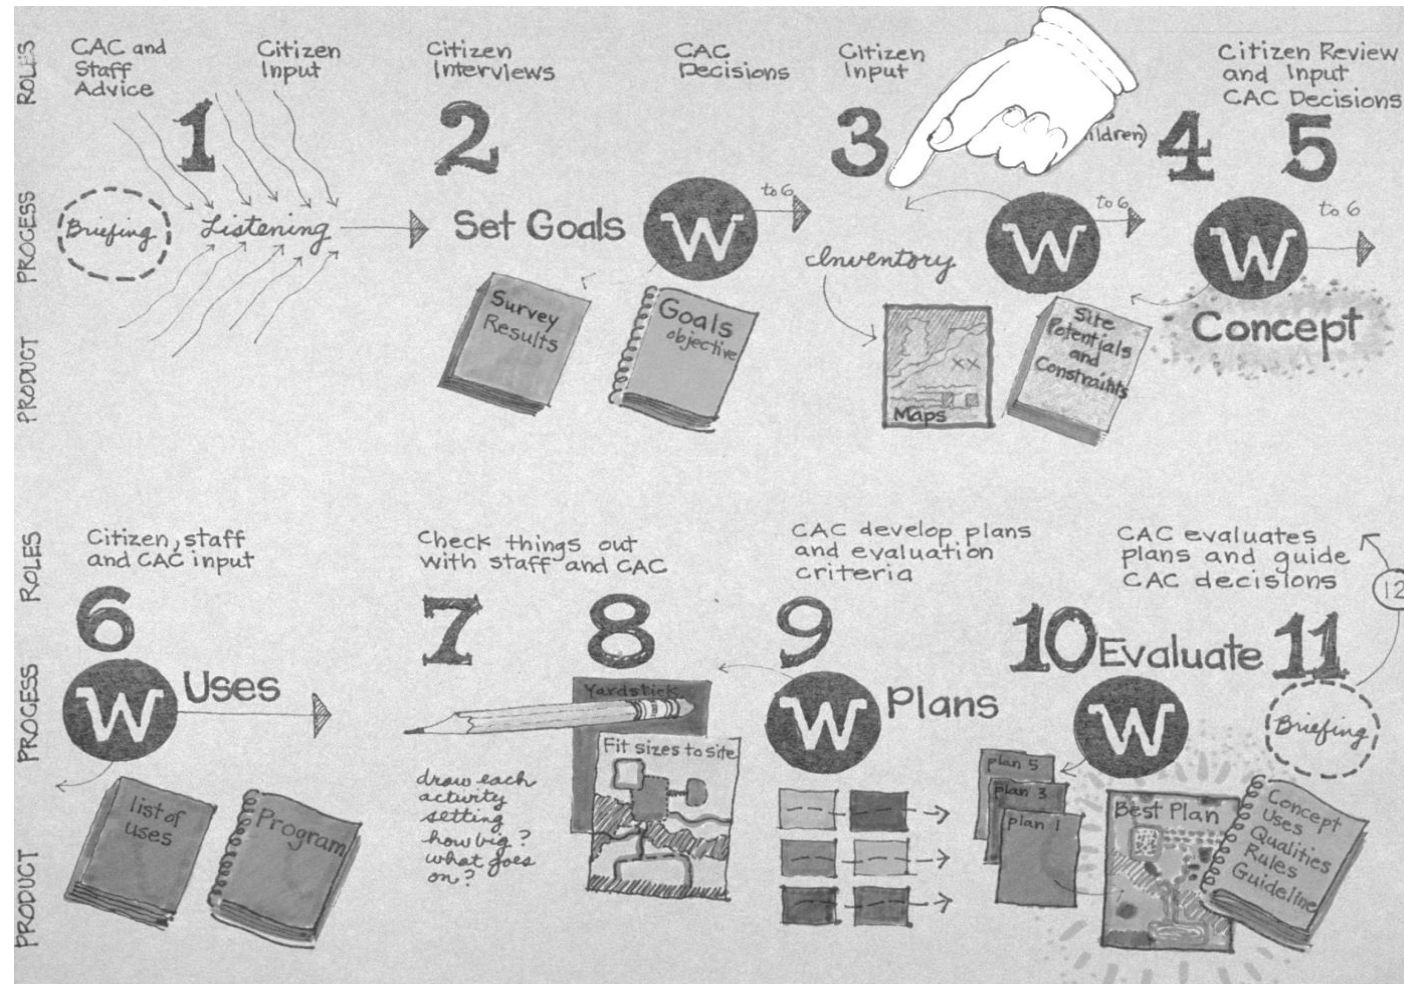 ROLES
CAC and
Staff
Advice
Citizen
Input
Citizen
Interviews
CAC
Decisions
Citizen
Input
Citizen Review
and Input
CAC Decisions
1
2
3
ildren)
4
5
PROCESS
Briefing
Listening
Set Goals
W
to 6
Inventory
W
to 6
W
to 6
PRODUCT
Survey
Results
Goals
objective
Maps
Site
Potentials
and
Constraints
Concept
ROLES
Citizen, staff
and CAC input
Check things out
with staff and CAC
CAC develop plans
and evaluation
criteria
CAC evaluates
plans and guide
CAC decisions
12
6
7
8
9
10
Evaluate
11
PROCESS
W
Uses
Yardstick
W
Plans
W
Briefing
PRODUCT
list of
uses
Program
draw each
activity
setting
how big?
what goes
on?
Fit sizes to site
plan 5
plan 3
plan 1
Best Plan
Concept
Uses
Qualities
Rules
Guideline